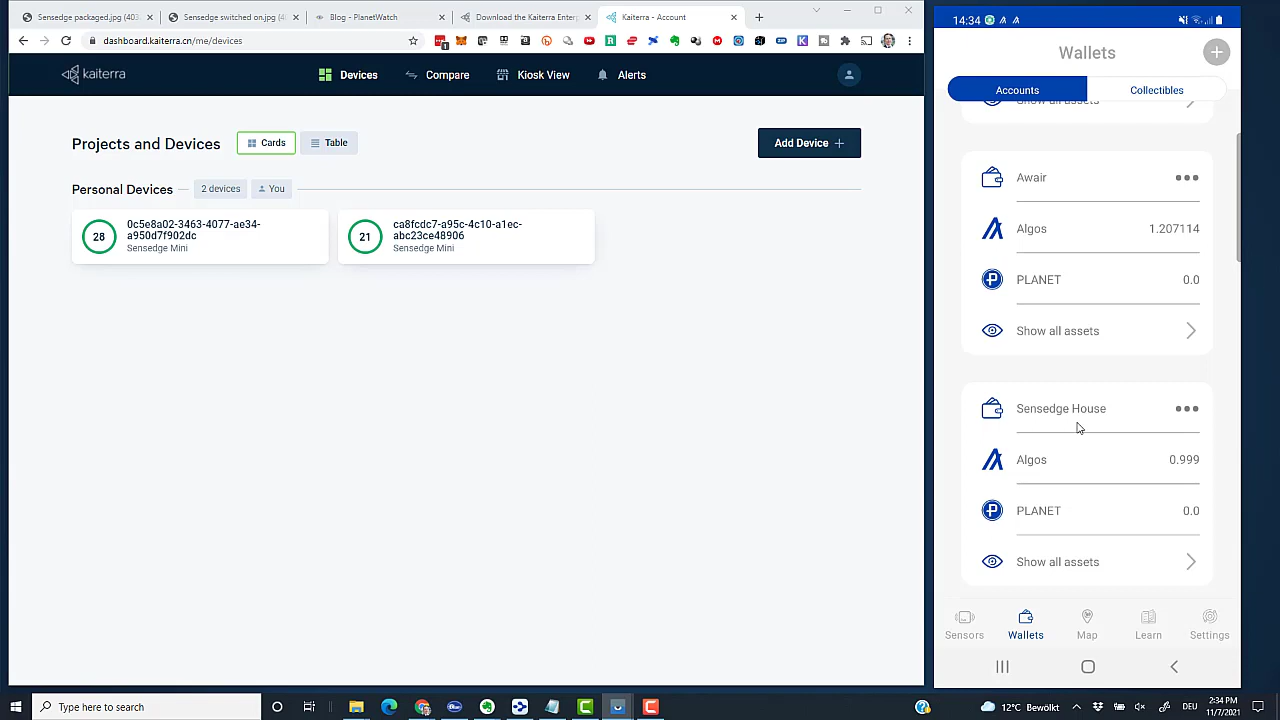 Sensedge packaged.jpg (403
Sensedge switched on.jpg (
Blog - PlanetWatch
Download the Kaiterra Enter
Kaiterra - Account
dashboard.kaiterra.cn/me/devices
kaiterra
Devices
Compare
Kiosk View
Alerts
Projects and Devices
Cards
Table
Add Device +
Personal Devices
2 devices
You
28
0c5e8a02-3463-4077-ae34-
a950d7f902dc
Sensedge Mini
21
ca8fcdc7-a95c-4c10-a1ec-
abc23ce48906
Sensedge Mini
14:34
Wallets
Accounts
Collectibles
Show all assets
Awair
Algos
1.207114
PLANET
0.0
Show all assets
Sensedge House
Algos
0.999
PLANET
0.0
Show all assets
Sensors
Wallets
Map
Learn
Settings
Type here to search
12°C Bewölkt
DEU
2:34 PM
11/7/2021